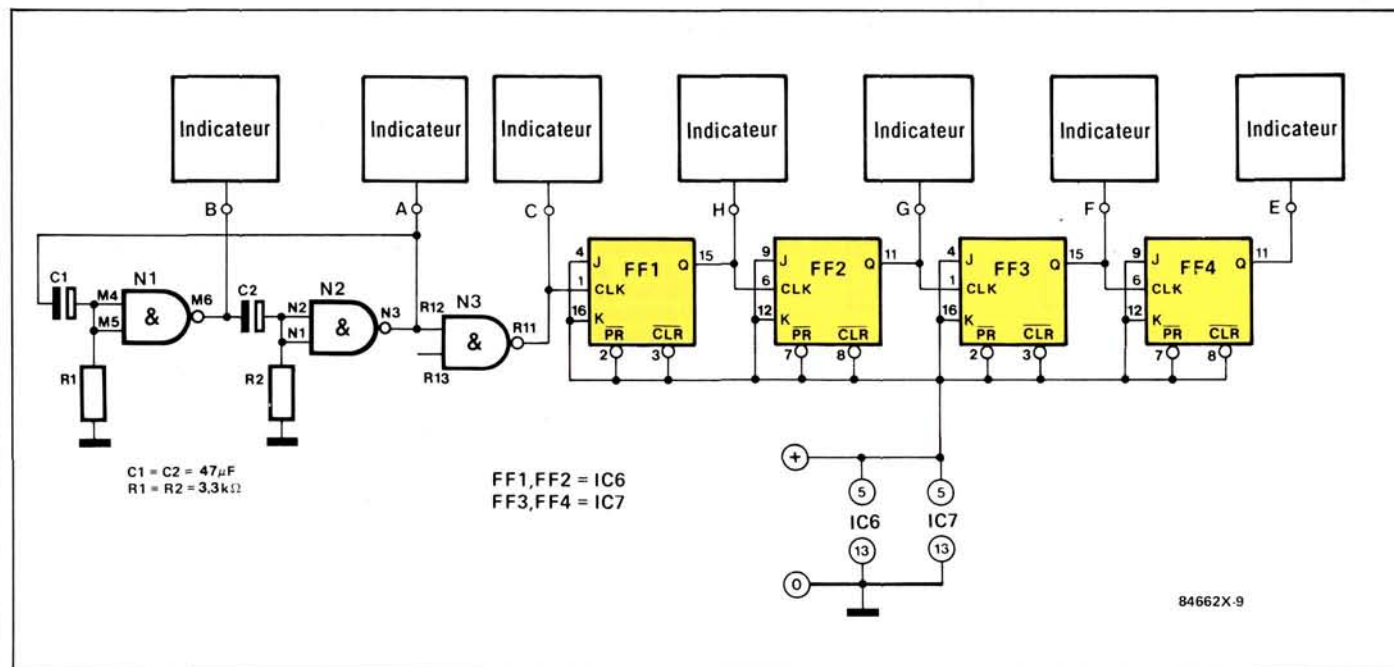 Indicateur Indicateur Indicateur Indicateur Indicateur Indicateur Indicateur
B A C H G F E
C1 N1 M4 M5 & M6 C2 N2 N2 N1 & N3 R12 N3 R13 & R11
R1 R2
4 J FF1 Q 15 9 J FF2 Q 11 4 J FF3 Q 15 9 J FF4 Q 11
1 CLK 6 CLK 1 CLK 6 CLK
16 K 12 K 16 K 12 K
PR CLR PR CLR PR CLR PR CLR
2 3 7 8 2 3 7 8
C1 = C2 = 47µF
R1 = R2 = 3,3kΩ
FF1,FF2 = IC6
FF3,FF4 = IC7
+
5 5
IC6 IC7
13 13
0
84662X-9